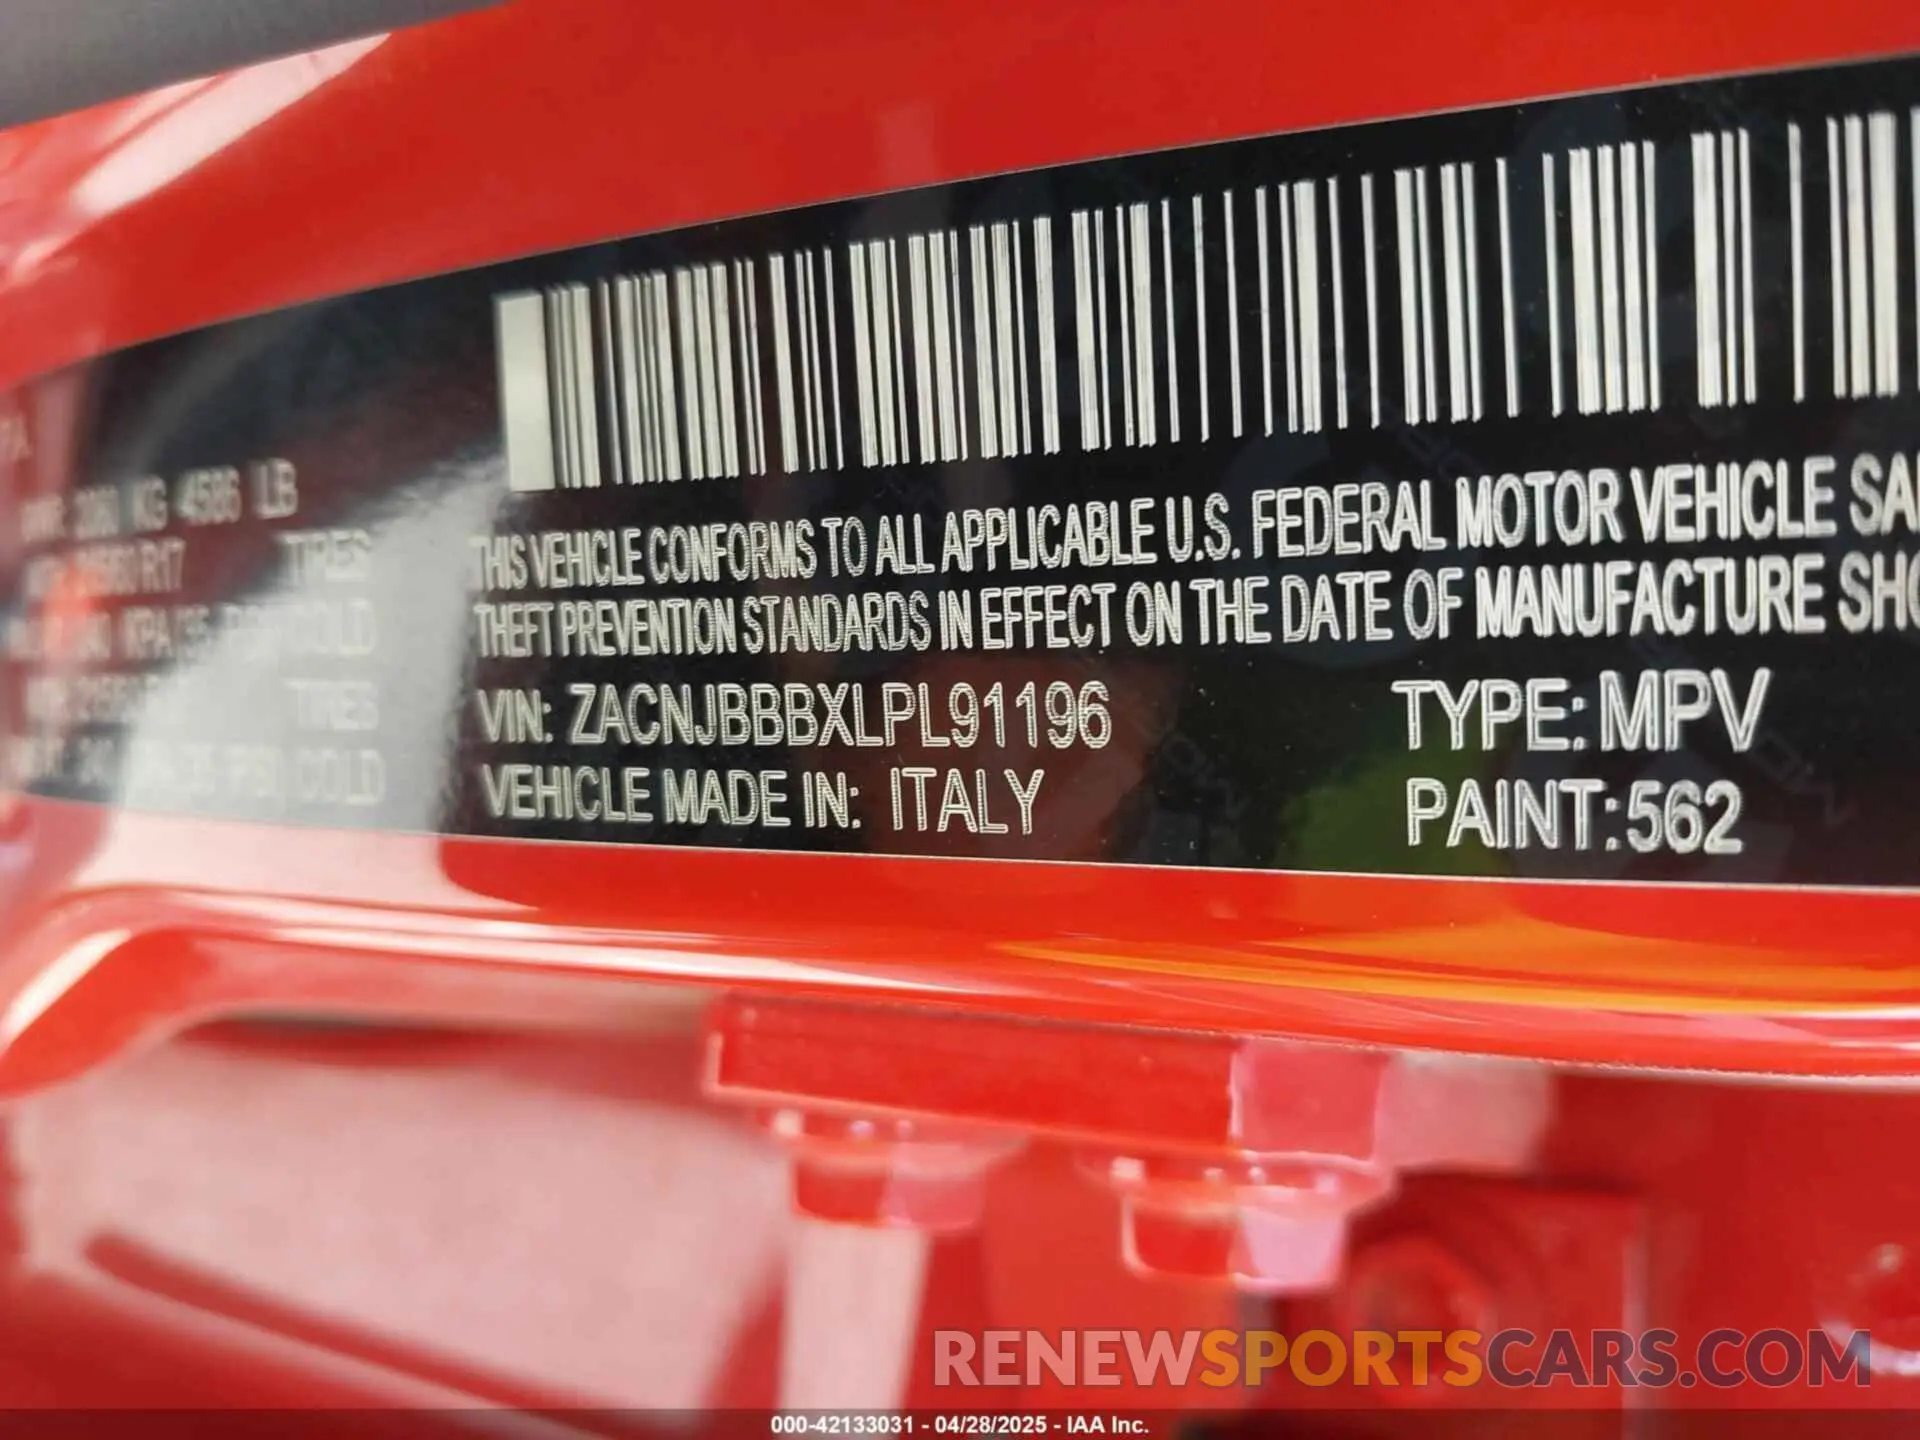 KG 4586 LB
R17 TIRES
KPA COLD
TIRES
COLD
THIS VEHICLE CONFORMS TO ALL APPLICABLE U.S. FEDERAL MOTOR VEHICLE SA
THEFT PREVENTION STANDARDS IN EFFECT ON THE DATE OF MANUFACTURE SHO
VIN: ZACNJBBBXLPL91196 TYPE: MPV
VEHICLE MADE IN: ITALY PAINT: 562
RENEWSPORTSCARS.COM
000-42133031 - 04/28/2025 - IAA Inc.